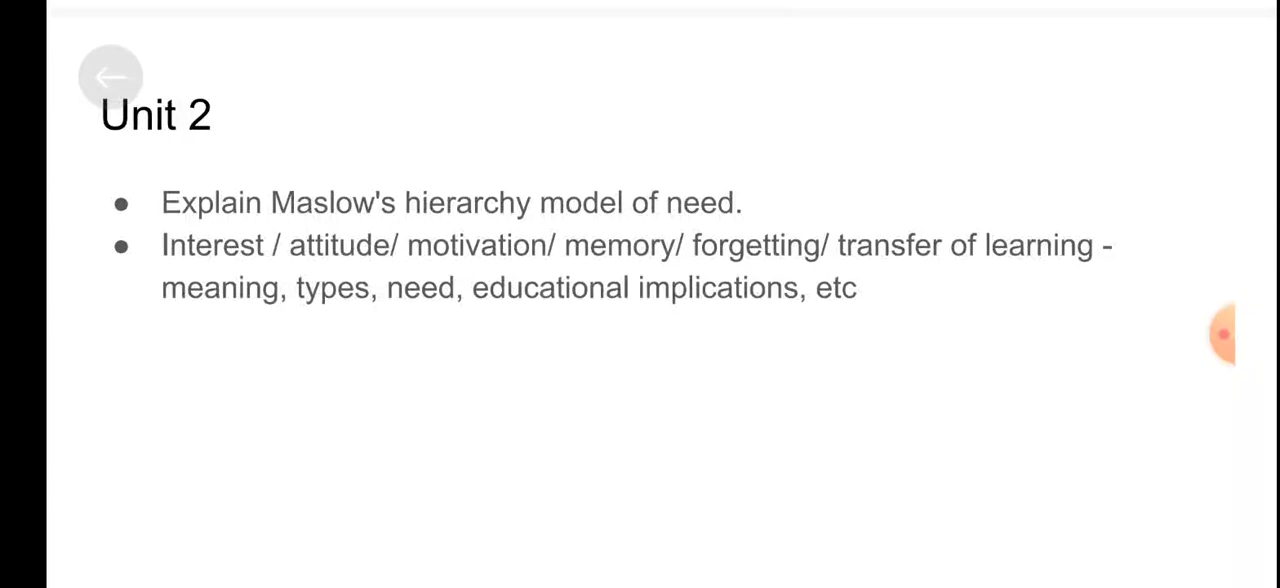 Unit 2
● Explain Maslow's hierarchy model of need.
● Interest / attitude/ motivation/ memory/ forgetting/ transfer of learning -
meaning, types, need, educational implications, etc